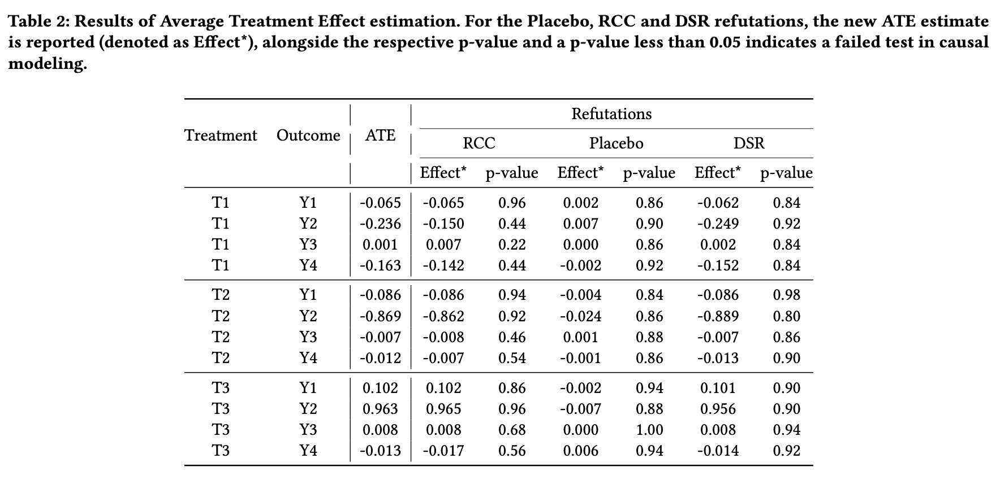 Table 2: Results of Average Treatment Effect estimation. For the Placebo, RCC and DSR refutations, the new ATE estimate
is reported (denoted as Effect*), alongside the respective p-value and a p-value less than 0.05 indicates a failed test in causal
modeling.
Refutations
Treatment Outcome ATE
RCC Placebo DSR
Effect* p-value Effect* p-value Effect* p-value
T1 Y1 -0.065 -0.065 0.96 0.002 0.86 -0.062 0.84
T1 Y2 -0.236 -0.150 0.44 0.007 0.90 -0.249 0.92
T1 Y3 0.001 0.007 0.22 0.000 0.86 0.002 0.84
T1 Y4 -0.163 -0.142 0.44 -0.002 0.92 -0.152 0.84
T2 Y1 -0.086 -0.086 0.94 -0.004 0.84 -0.086 0.98
T2 Y2 -0.869 -0.862 0.92 -0.024 0.86 -0.889 0.80
T2 Y3 -0.007 -0.008 0.46 0.001 0.88 -0.007 0.86
T2 Y4 -0.012 -0.007 0.54 -0.001 0.86 -0.013 0.90
T3 Y1 0.102 0.102 0.86 -0.002 0.94 0.101 0.90
T3 Y2 0.963 0.965 0.96 -0.007 0.88 0.956 0.90
T3 Y3 0.008 0.008 0.68 0.000 1.00 0.008 0.94
T3 Y4 -0.013 -0.017 0.56 0.006 0.94 -0.014 0.92